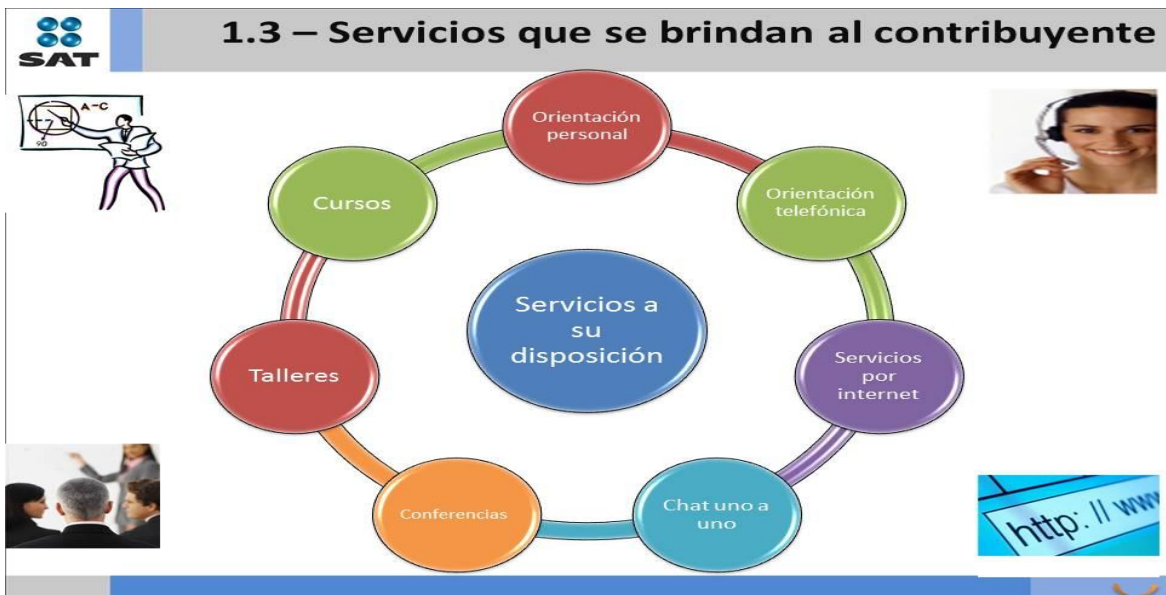 SAT
1.3 – Servicios que se brindan al contribuyente
A-C
90
Orientación
personal
Orientación
telefónica
Servicios
por
internet
Chat uno a
uno
Conferencias
Talleres
Cursos
Servicios a
su
disposición
http: // www